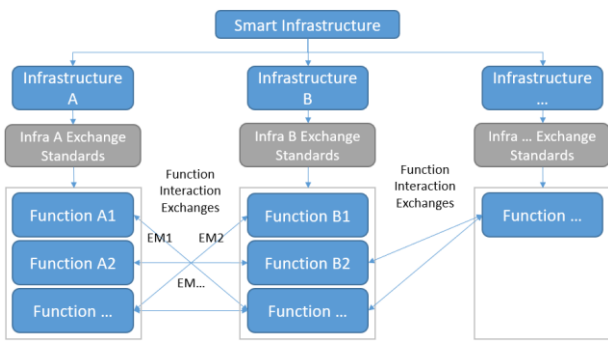 Smart Infrastructure
Infrastructure
A
Infrastructure
B
Infrastructure
...
Infra A Exchange
Standards
Infra B Exchange
Standards
Infra ... Exchange
Standards
Function
Interaction
Exchanges
Function
Interaction
Exchanges
Function A1
Function B1
Function ...
EM1
EM2
Function A2
Function B2
EM...
Function ...
Function ...